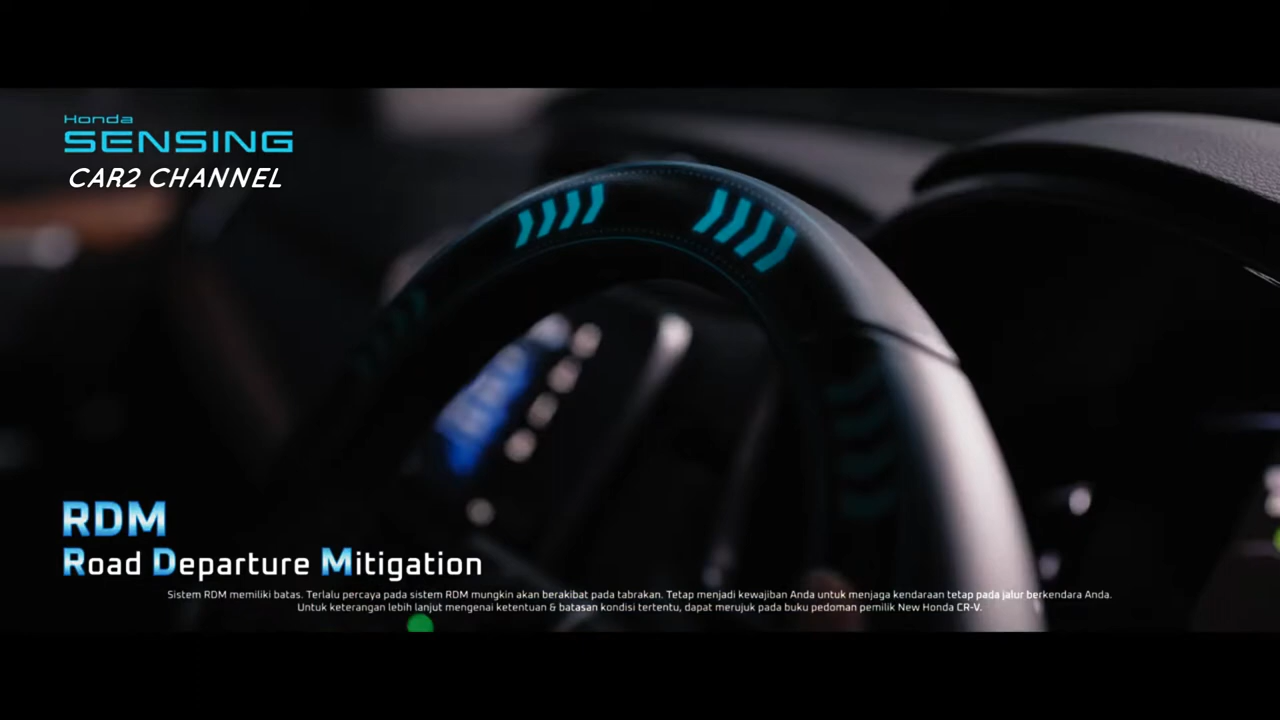 Honda
SENSING
CAR2 CHANNEL
RDM
Road Departure Mitigation
Sistem RDM memiliki batas. Terlalu percaya pada sistem RDM mungkin akan berakibat pada tabrakan. Tetap menjadi kewajiban Anda untuk menjaga kendaraan tetap pada jalur berkendara Anda.
Untuk keterangan lebih lanjut mengenai ketentuan & batasan kondisi tertentu, dapat merujuk pada buku pedoman pemilik New Honda CR-V.